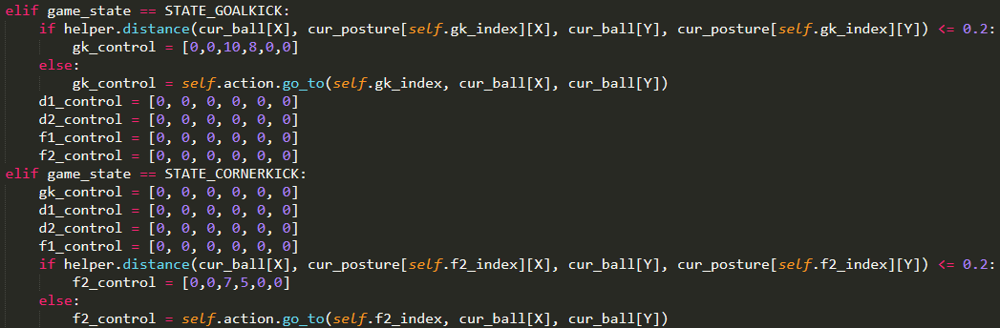 elif game_state == STATE_GOALKICK:
    if helper.distance(cur_ball[X], cur_posture[self.gk_index][X], cur_ball[Y], cur_posture[self.gk_index][Y]) <= 0.2:
        gk_control = [0,0,10,8,0,0]
    else:
        gk_control = self.action.go_to(self.gk_index, cur_ball[X], cur_ball[Y])
    d1_control = [0, 0, 0, 0, 0, 0]
    d2_control = [0, 0, 0, 0, 0, 0]
    f1_control = [0, 0, 0, 0, 0, 0]
    f2_control = [0, 0, 0, 0, 0, 0]
elif game_state == STATE_CORNERKICK:
    gk_control = [0, 0, 0, 0, 0, 0]
    d1_control = [0, 0, 0, 0, 0, 0]
    d2_control = [0, 0, 0, 0, 0, 0]
    f1_control = [0, 0, 0, 0, 0, 0]
    if helper.distance(cur_ball[X], cur_posture[self.f2_index][X], cur_ball[Y], cur_posture[self.f2_index][Y]) <= 0.2:
        f2_control = [0,0,7,5,0,0]
    else:
        f2_control = self.action.go_to(self.f2_index, cur_ball[X], cur_ball[Y])